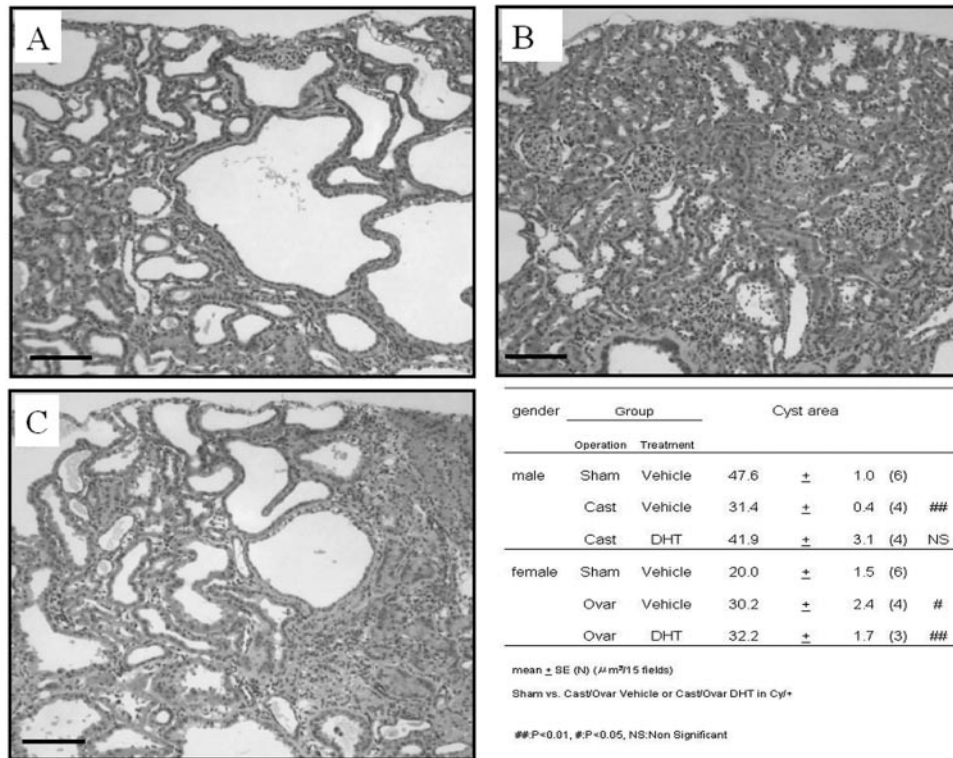 A
B
C
gender Group Cyst area
Operation Treatment
male Sham Vehicle 47.6 ± 1.0 (6)
Cast Vehicle 31.4 ± 0.4 (4) ##
Cast DHT 41.9 ± 3.1 (4) NS
female Sham Vehicle 20.0 ± 1.5 (6)
Ovar Vehicle 30.2 ± 2.4 (4) #
Ovar DHT 32.2 ± 1.7 (3) ##
mean ± SE (N) (μm²/15 fields)
Sham vs. Cast/Ovar Vehicle or Cast/Ovar DHT in Cy/+
##:P<0.01, #:P<0.05, NS:Non Significant